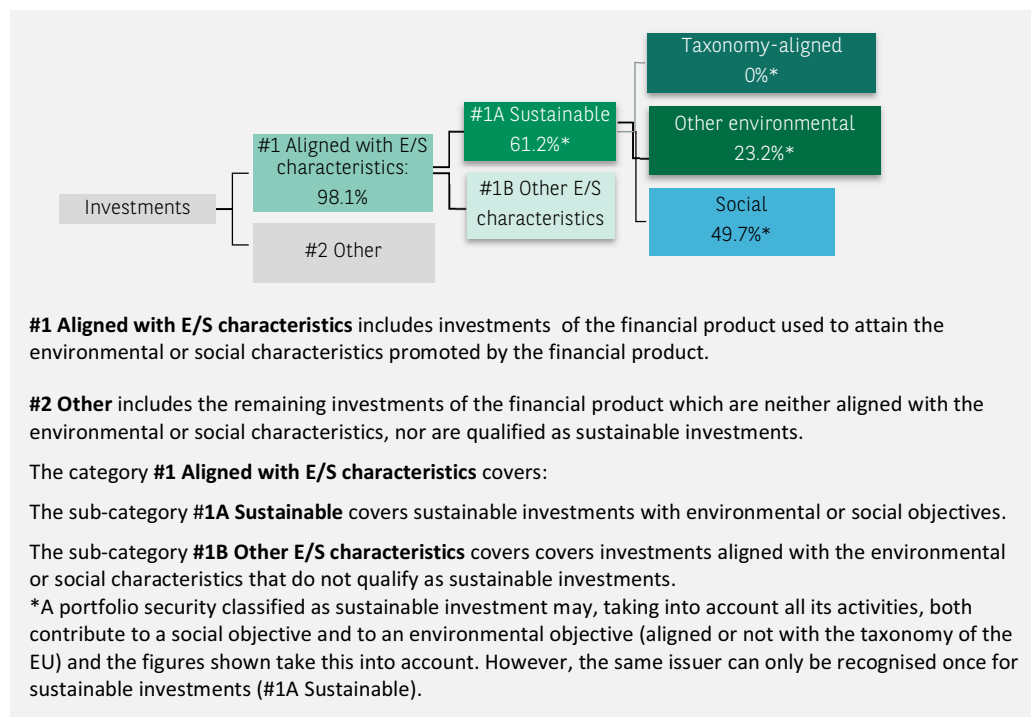 Taxonomy-aligned
0%*
#1A Sustainable
61.2%*
Other environmental
23.2%*
#1 Aligned with E/S
characteristics:
98.1%
#1B Other E/S
characteristics
Investments
Social
49.7%*
#2 Other
#1 Aligned with E/S characteristics includes investments of the financial product used to attain the
environmental or social characteristics promoted by the financial product.
#2 Other includes the remaining investments of the financial product which are neither aligned with the
environmental or social characteristics, nor are qualified as sustainable investments.
The category #1 Aligned with E/S characteristics covers:
The sub-category #1A Sustainable covers sustainable investments with environmental or social objectives.
The sub-category #1B Other E/S characteristics covers covers investments aligned with the environmental
or social characteristics that do not qualify as sustainable investments.
*A portfolio security classified as sustainable investment may, taking into account all its activities, both
contribute to a social objective and to an environmental objective (aligned or not with the taxonomy of the
EU) and the figures shown take this into account. However, the same issuer can only be recognised once for
sustainable investments (#1A Sustainable).